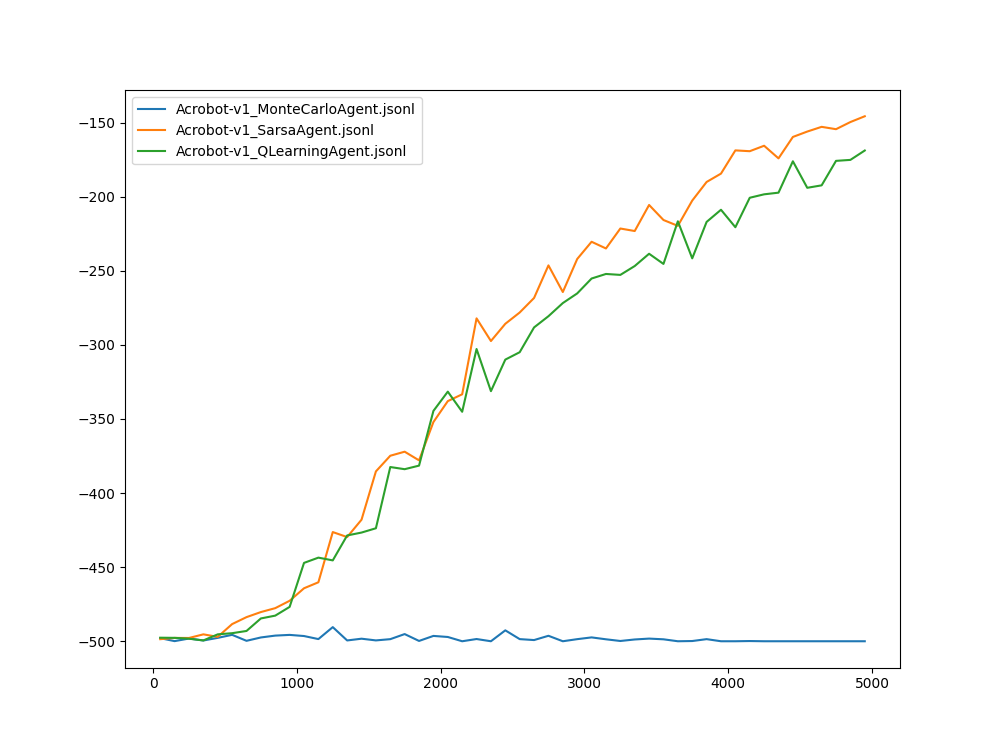 Acrobot-v1_MonteCarloAgent.jsonl
Acrobot-v1_SarsaAgent.jsonl
Acrobot-v1_QLearningAgent.jsonl
−150
−200
−250
−300
−350
−400
−450
−500
0 1000 2000 3000 4000 5000